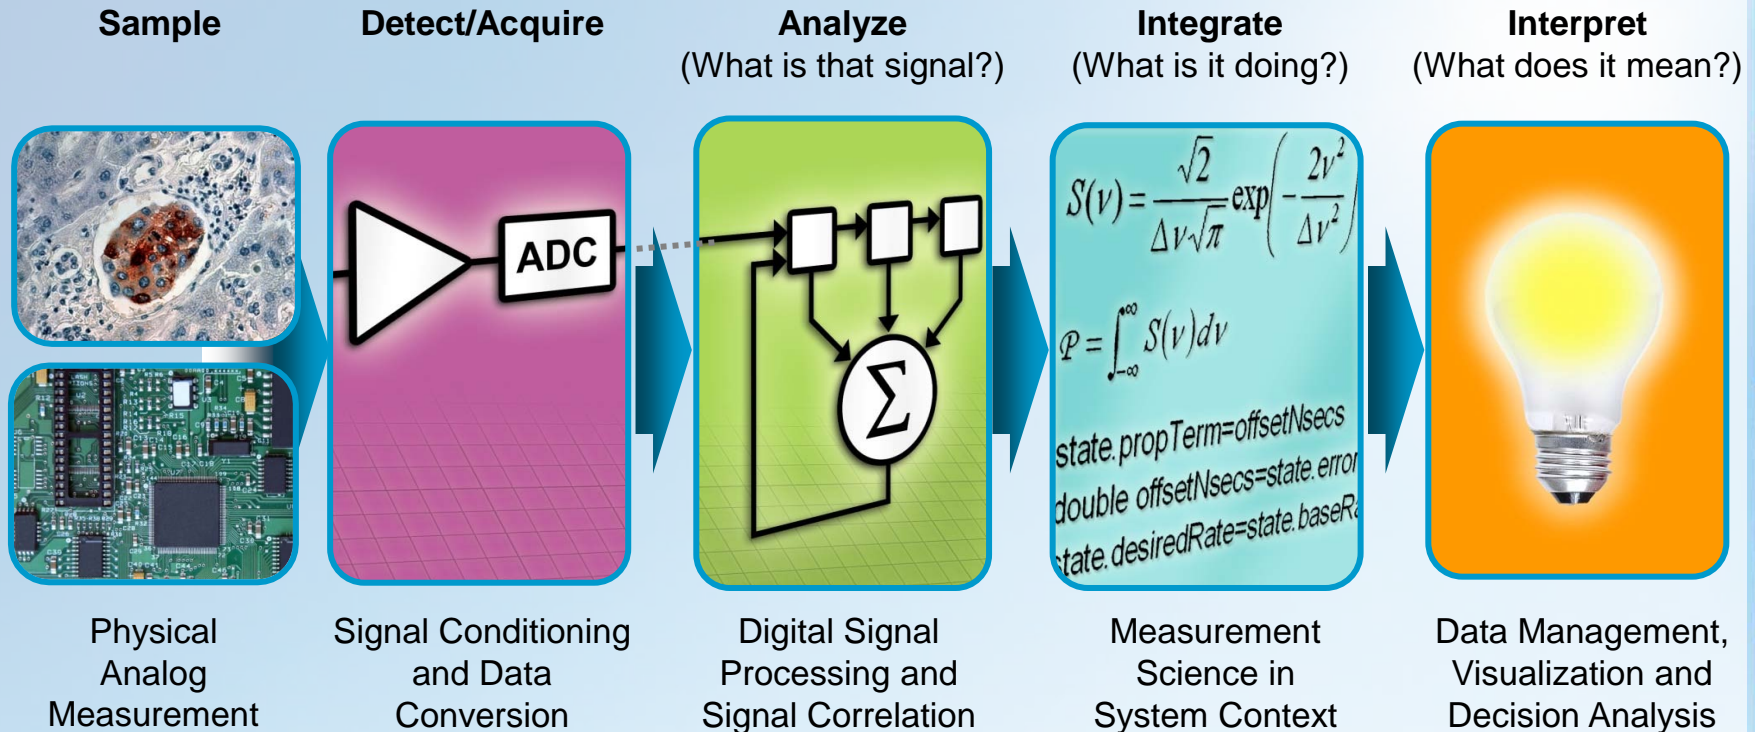 Sample
Detect/Acquire
Analyze
(What is that signal?)
Integrate
(What is it doing?)
Interpret
(What does it mean?)
ADC
Σ
S(ν) = √2 / Δν√π exp(− 2ν² / Δν²)
𝒫 = ∫_{-∞}^{∞} S(ν)dν
state.propTerm=offsetNsecs
double offsetNsecs=state.error
state.desiredRate=state.baseRa
Physical
Analog
Measurement
Signal Conditioning
and Data
Conversion
Digital Signal
Processing and
Signal Correlation
Measurement
Science in
System Context
Data Management,
Visualization and
Decision Analysis